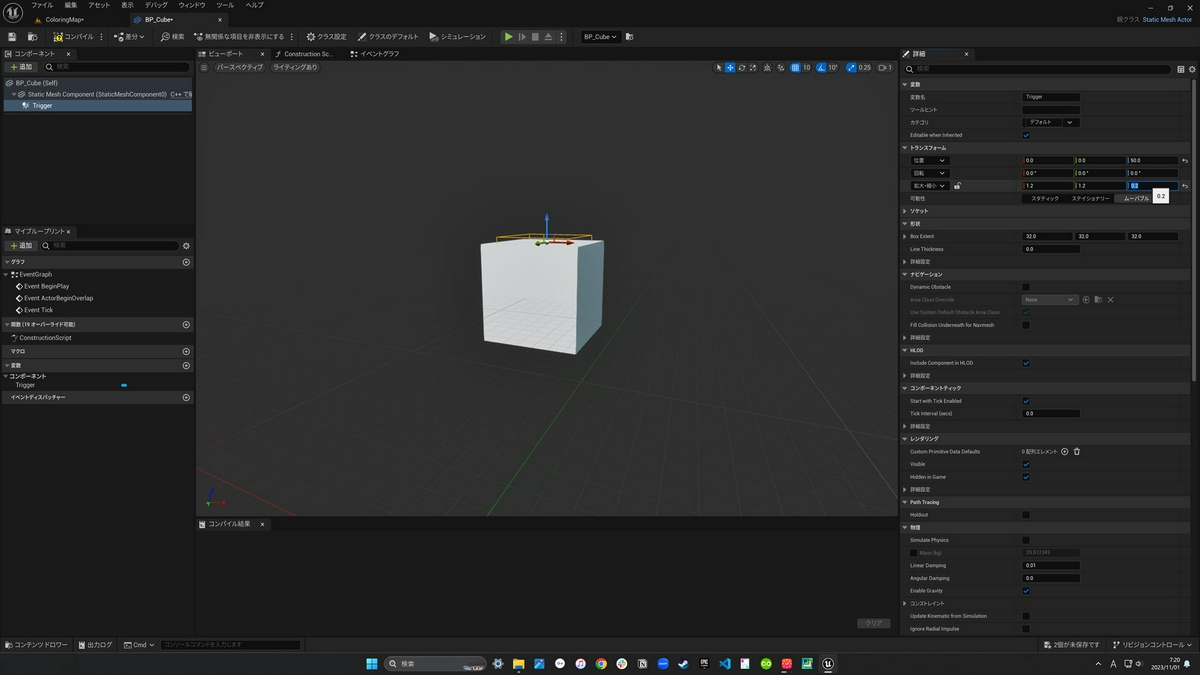 ファイル 編集 アセット 表示 デバッグ ウィンドウ ツール ヘルプ
ColoringMap* BP_Cube*
親クラス Static Mesh Actor
コンパイル 差分 検索 無関係な項目を非表示にする クラス設定 クラスのデフォルト シミュレーション BP_Cube
コンポーネント
追加 検索
BP_Cube (Self)
Static Mesh Component (StaticMeshComponent0)
Trigger
マイブループリント
追加 検索
グラフ
EventGraph
Event BeginPlay
Event ActorBeginOverlap
Event Tick
関数 (19 オーバーライド可能)
ConstructionScript
マクロ
変数
コンポーネント
Trigger
イベントディスパッチャー
ビューポート Construction Sc... イベントグラフ
パースペクティブ ライティングあり
10 10° 0.25 1
コンパイル結果
クリア
詳細
検索
変数
変数名 Trigger
ツールヒント
カテゴリ デフォルト
Editable when Inherited
トランスフォーム
位置 0.0 0.0 50.0
回転 0.0° 0.0° 0.0°
拡大・縮小 1.2 1.2 0.2
0.2
可動性 スタティック ステイショナリー ムーバブル
ソケット
形状
Box Extent 32.0 32.0 32.0
Line Thickness 0.0
詳細設定
ナビゲーション
Dynamic Obstacle
Area Class Override None
Use System Default Obstacle Area Class
Fill Collision Underneath for Navmesh
詳細設定
HLOD
Include Component in HLOD
詳細設定
コンポーネントティック
Start with Tick Enabled
Tick Interval (secs) 0.0
詳細設定
レンダリング
Custom Primitive Data Defaults 0 配列エレメント
Visible
Hidden in Game
詳細設定
Path Tracing
Holdout
物理
Simulate Physics
Mass (kg)
Linear Damping 0.01
Angular Damping 0.0
Enable Gravity
コンストレイント
Update Kinematic from Simulation
Ignore Radial Impulse
コンテンツドロワー 出力ログ Cmd コンソールコマンドを入力します
2個が未保存です リビジョンコントロール
検索
A 7:20
2023/11/01